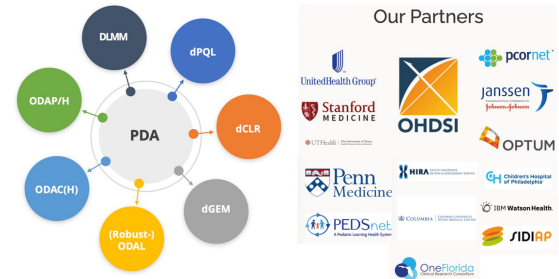 DLMM
dPQL
ODAP/H
PDA
dCLR
ODAC(H)
dGEM
(Robust-)
ODAL
Our Partners
UnitedHealth Group
Stanford
MEDICINE
UTHealth
Penn
Medicine
PEDSnet
A Pediatric Learning Health System
OHDSI
HIRA
COLUMBIA
OneFlorida
Clinical Research Consortium
pcornet
janssen
Johnson-Johnson
OPTUM
Children's Hospital
of Philadelphia
IBM Watson Health
SIDIAP